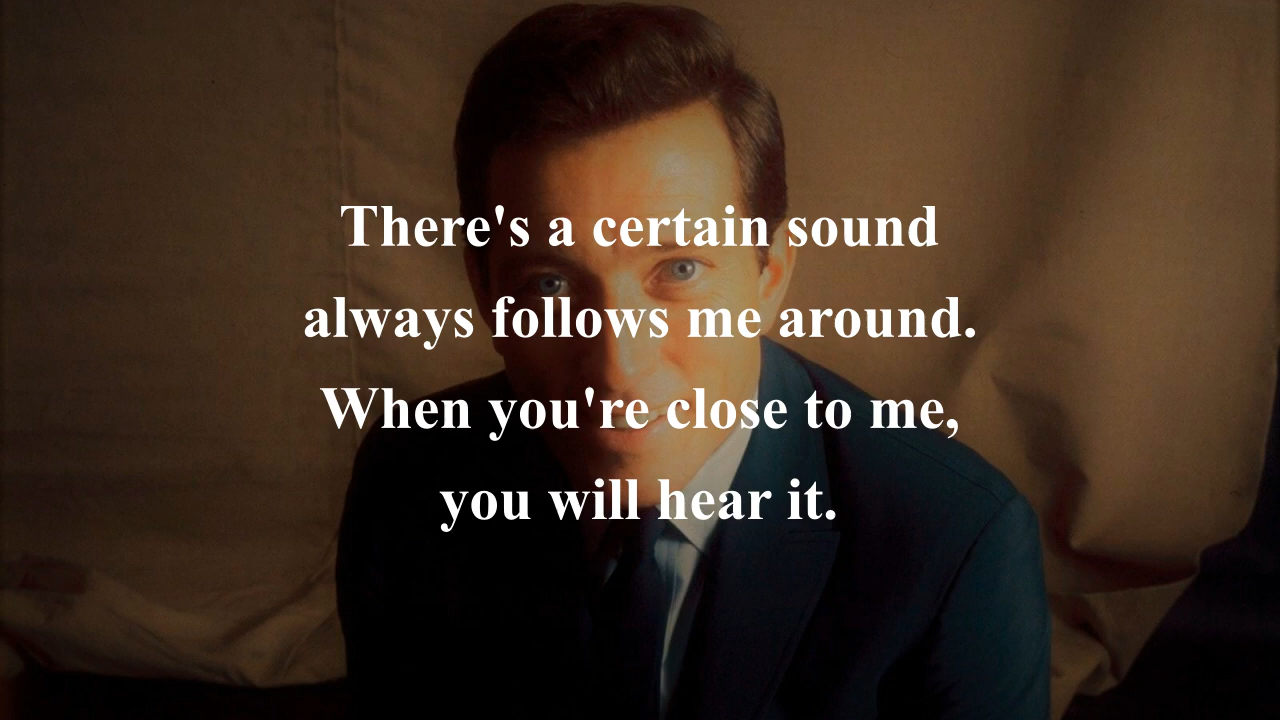 There's a certain sound
always follows me around.
When you're close to me,
you will hear it.